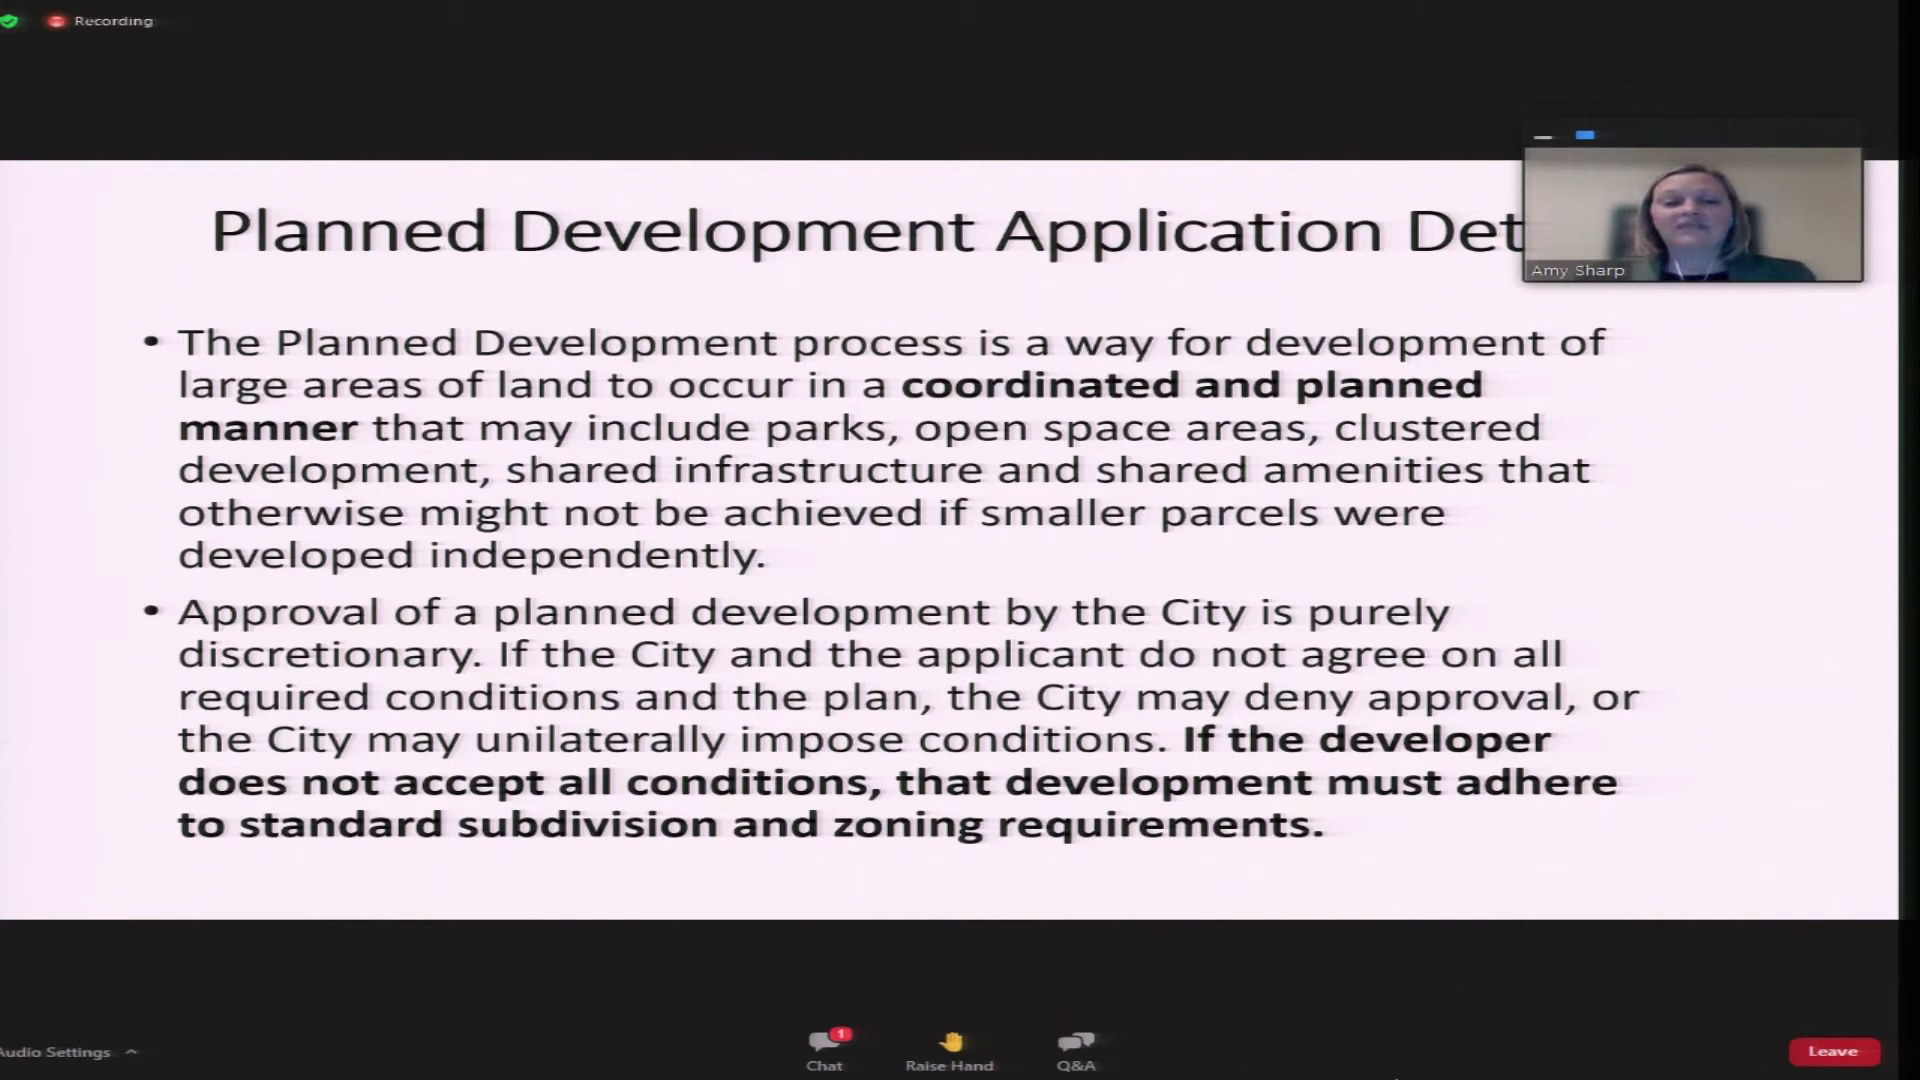 Recording
Planned Development Application Det
Amy Sharp
• The Planned Development process is a way for development of
large areas of land to occur in a coordinated and planned
manner that may include parks, open space areas, clustered
development, shared infrastructure and shared amenities that
otherwise might not be achieved if smaller parcels were
developed independently.
• Approval of a planned development by the City is purely
discretionary. If the City and the applicant do not agree on all
required conditions and the plan, the City may deny approval, or
the City may unilaterally impose conditions. If the developer
does not accept all conditions, that development must adhere
to standard subdivision and zoning requirements.
Audio Settings
1
Chat
Raise Hand
Q&A
Leave